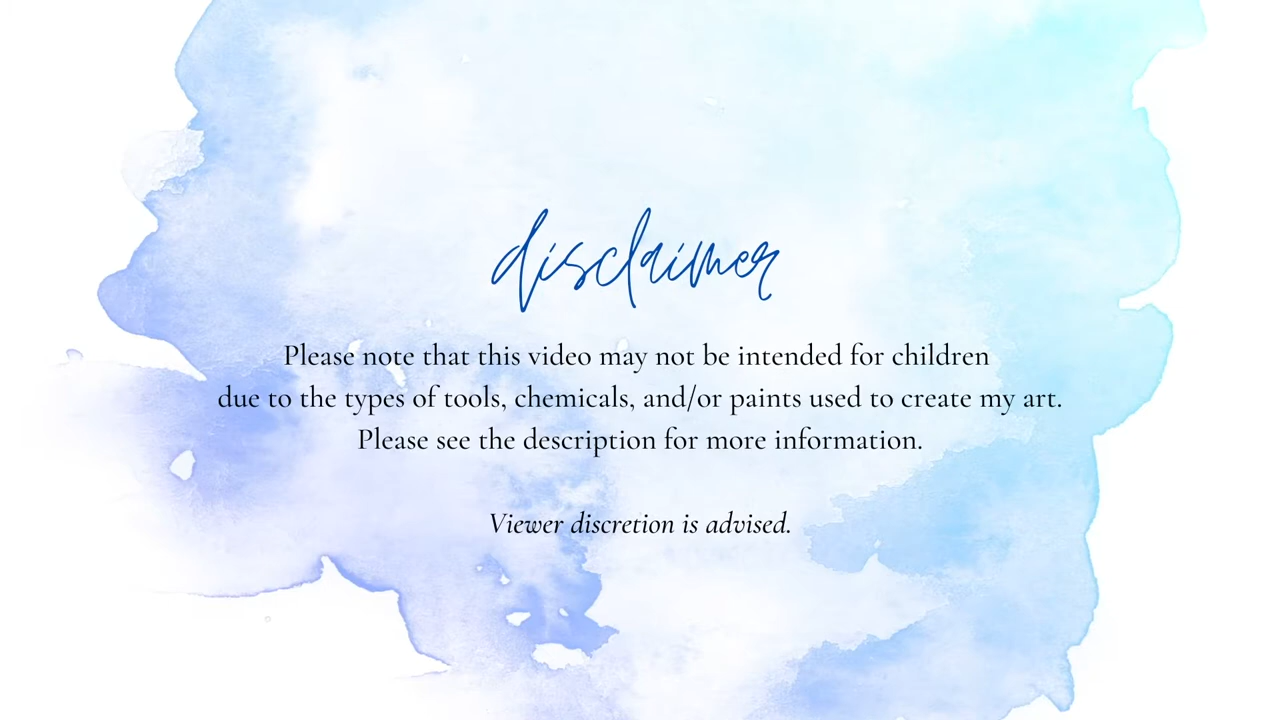 disclaimer
Please note that this video may not be intended for children
due to the types of tools, chemicals, and/or paints used to create my art.
Please see the description for more information.
Viewer discretion is advised.